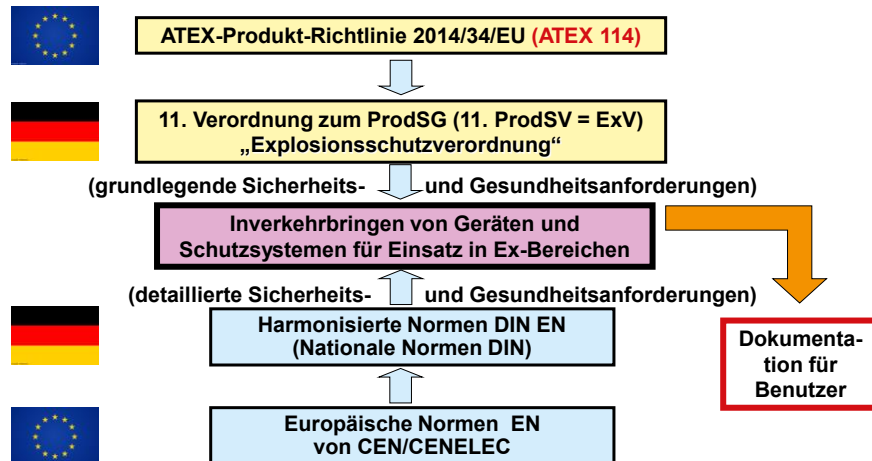 ATEX-Produkt-Richtlinie 2014/34/EU (ATEX 114)
11. Verordnung zum ProdSG (11. ProdSV = ExV)
„Explosionsschutzverordnung“
(grundlegende Sicherheits- und Gesundheitsanforderungen)
Inverkehrbringen von Geräten und
Schutzsystemen für Einsatz in Ex-Bereichen
(detaillierte Sicherheits- und Gesundheitsanforderungen)
Harmonisierte Normen DIN EN
(Nationale Normen DIN)
Dokumenta-
tion für
Benutzer
Europäische Normen EN
von CEN/CENELEC